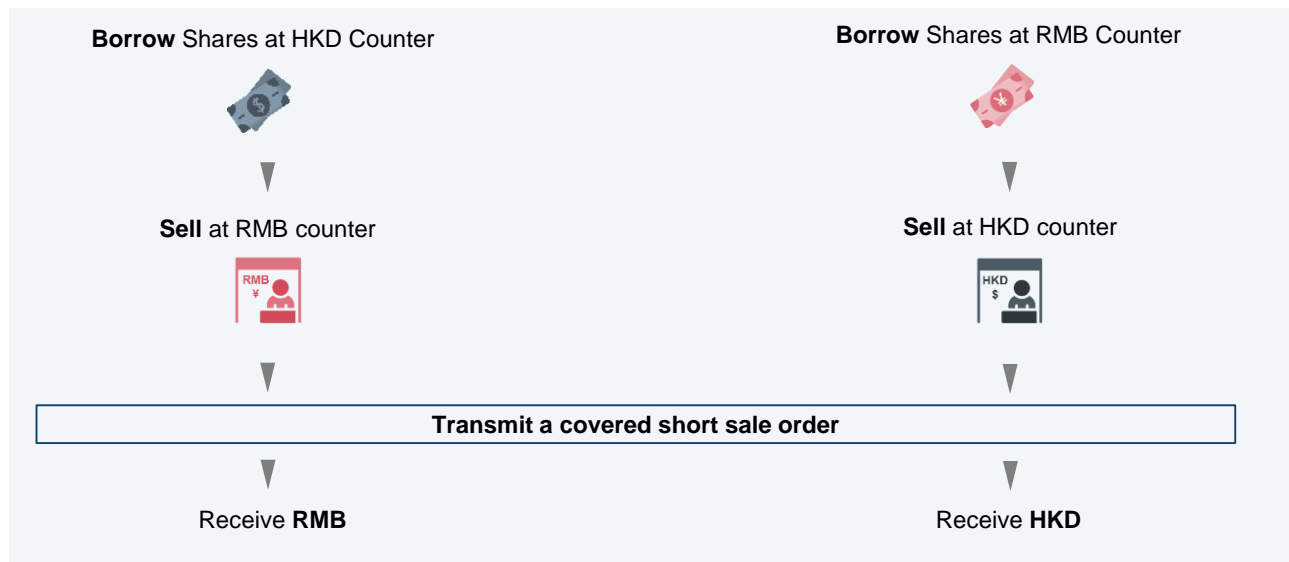 Borrow Shares at HKD Counter
Borrow Shares at RMB Counter
$
¥
Sell at RMB counter
Sell at HKD counter
RMB
¥
HKD
$
Transmit a covered short sale order
Receive RMB
Receive HKD